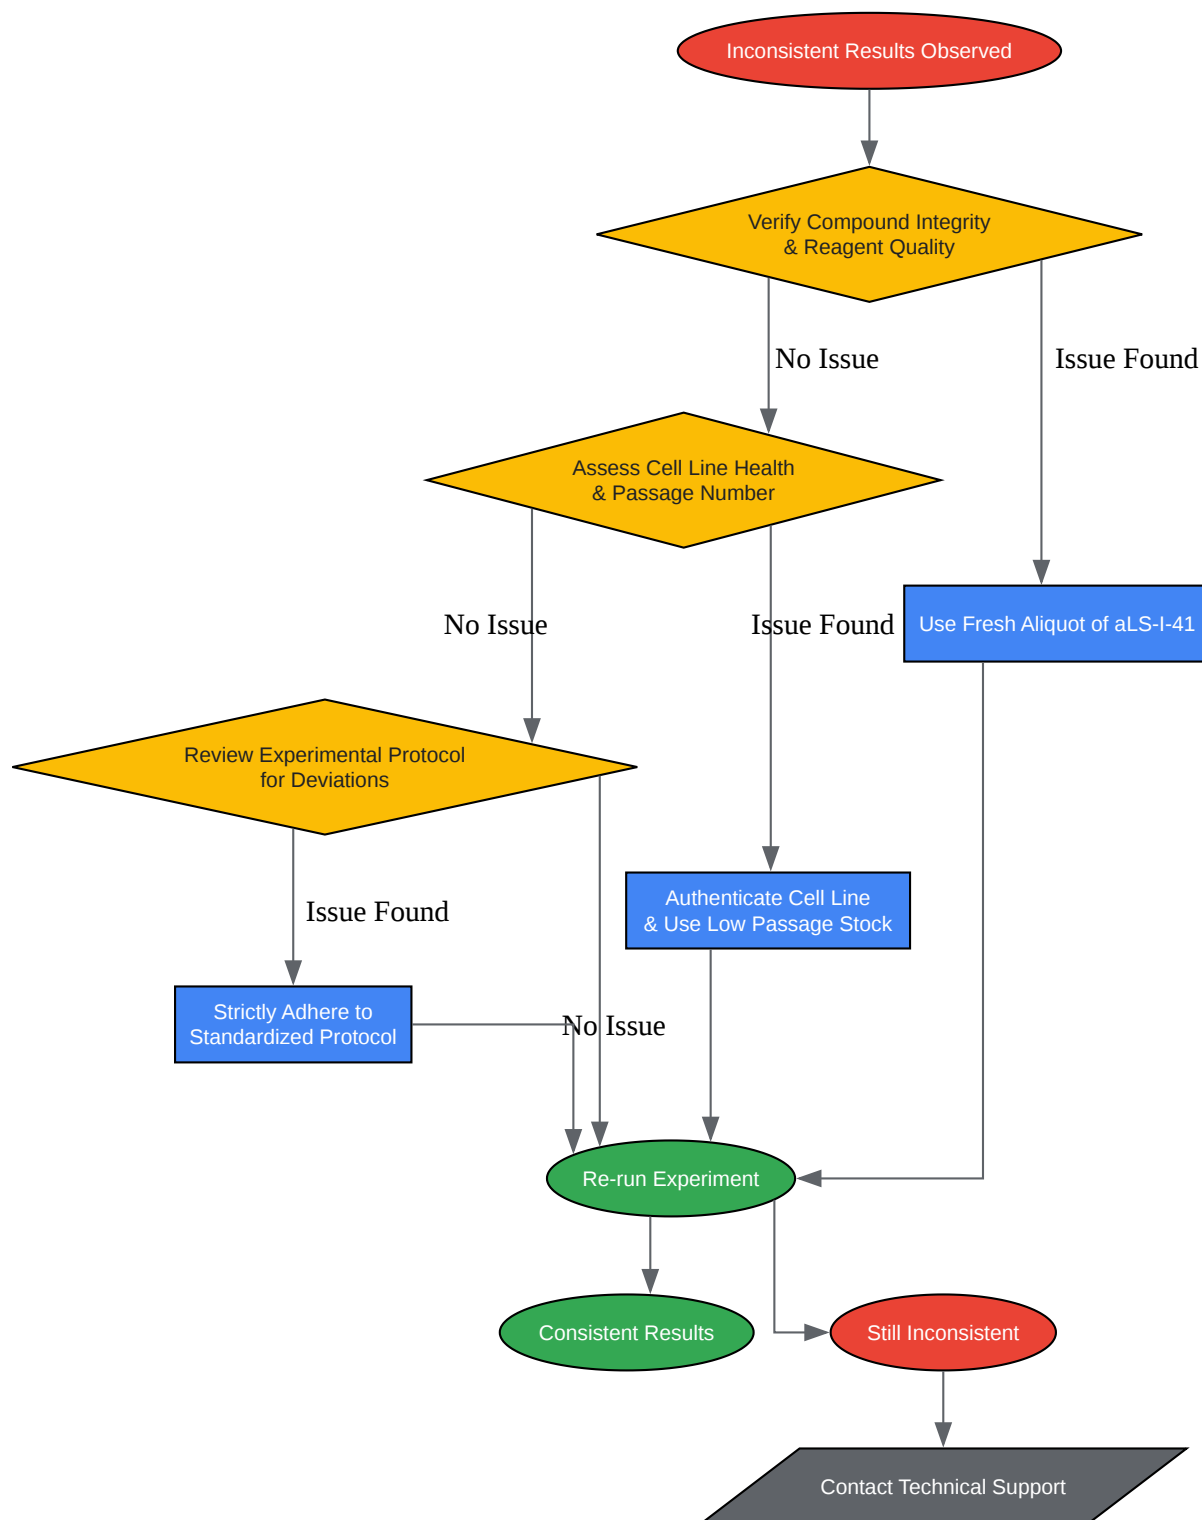 Inconsistent Results Observed
Verify Compound Integrity
& Reagent Quality
No Issue
Issue Found
Assess Cell Line Health
& Passage Number
No Issue
Issue Found
Use Fresh Aliquot of aLS-I-41
Review Experimental Protocol
for Deviations
Issue Found
Authenticate Cell Line
& Use Low Passage Stock
Strictly Adhere to
Standardized Protocol
No Issue
Re-run Experiment
Consistent Results
Still Inconsistent
Contact Technical Support